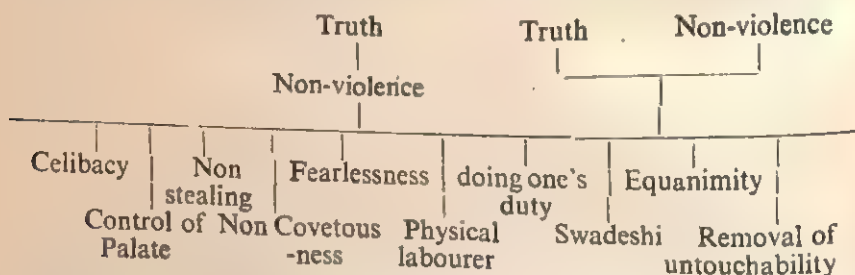 Truth Truth Non-violence
Non-violence
Celibacy Non stealing Fearlessness doing one's duty Equanimity
Control of Palate Non Covetous -ness Physical labourer Swadeshi Removal of untouchability